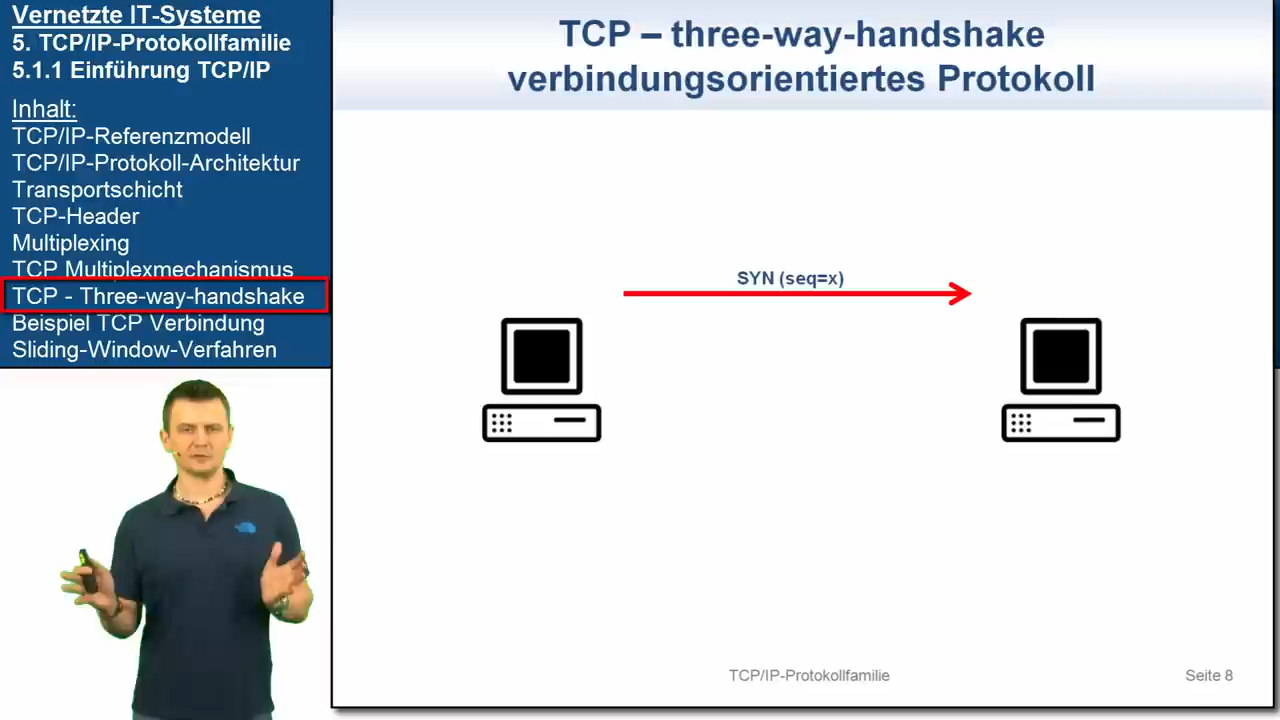 Vernetzte IT-Systeme
5. TCP/IP-Protokollfamilie
5.1.1 Einführung TCP/IP
Inhalt:
TCP/IP-Referenzmodell
TCP/IP-Protokoll-Architektur
Transportschicht
TCP-Header
Multiplexing
TCP Multiplexmechanismus
TCP - Three-way-handshake
Beispiel TCP Verbindung
Sliding-Window-Verfahren
TCP – three-way-handshake
verbindungsorientiertes Protokoll
SYN (seq=x)
TCP/IP-Protokollfamilie
Seite 8